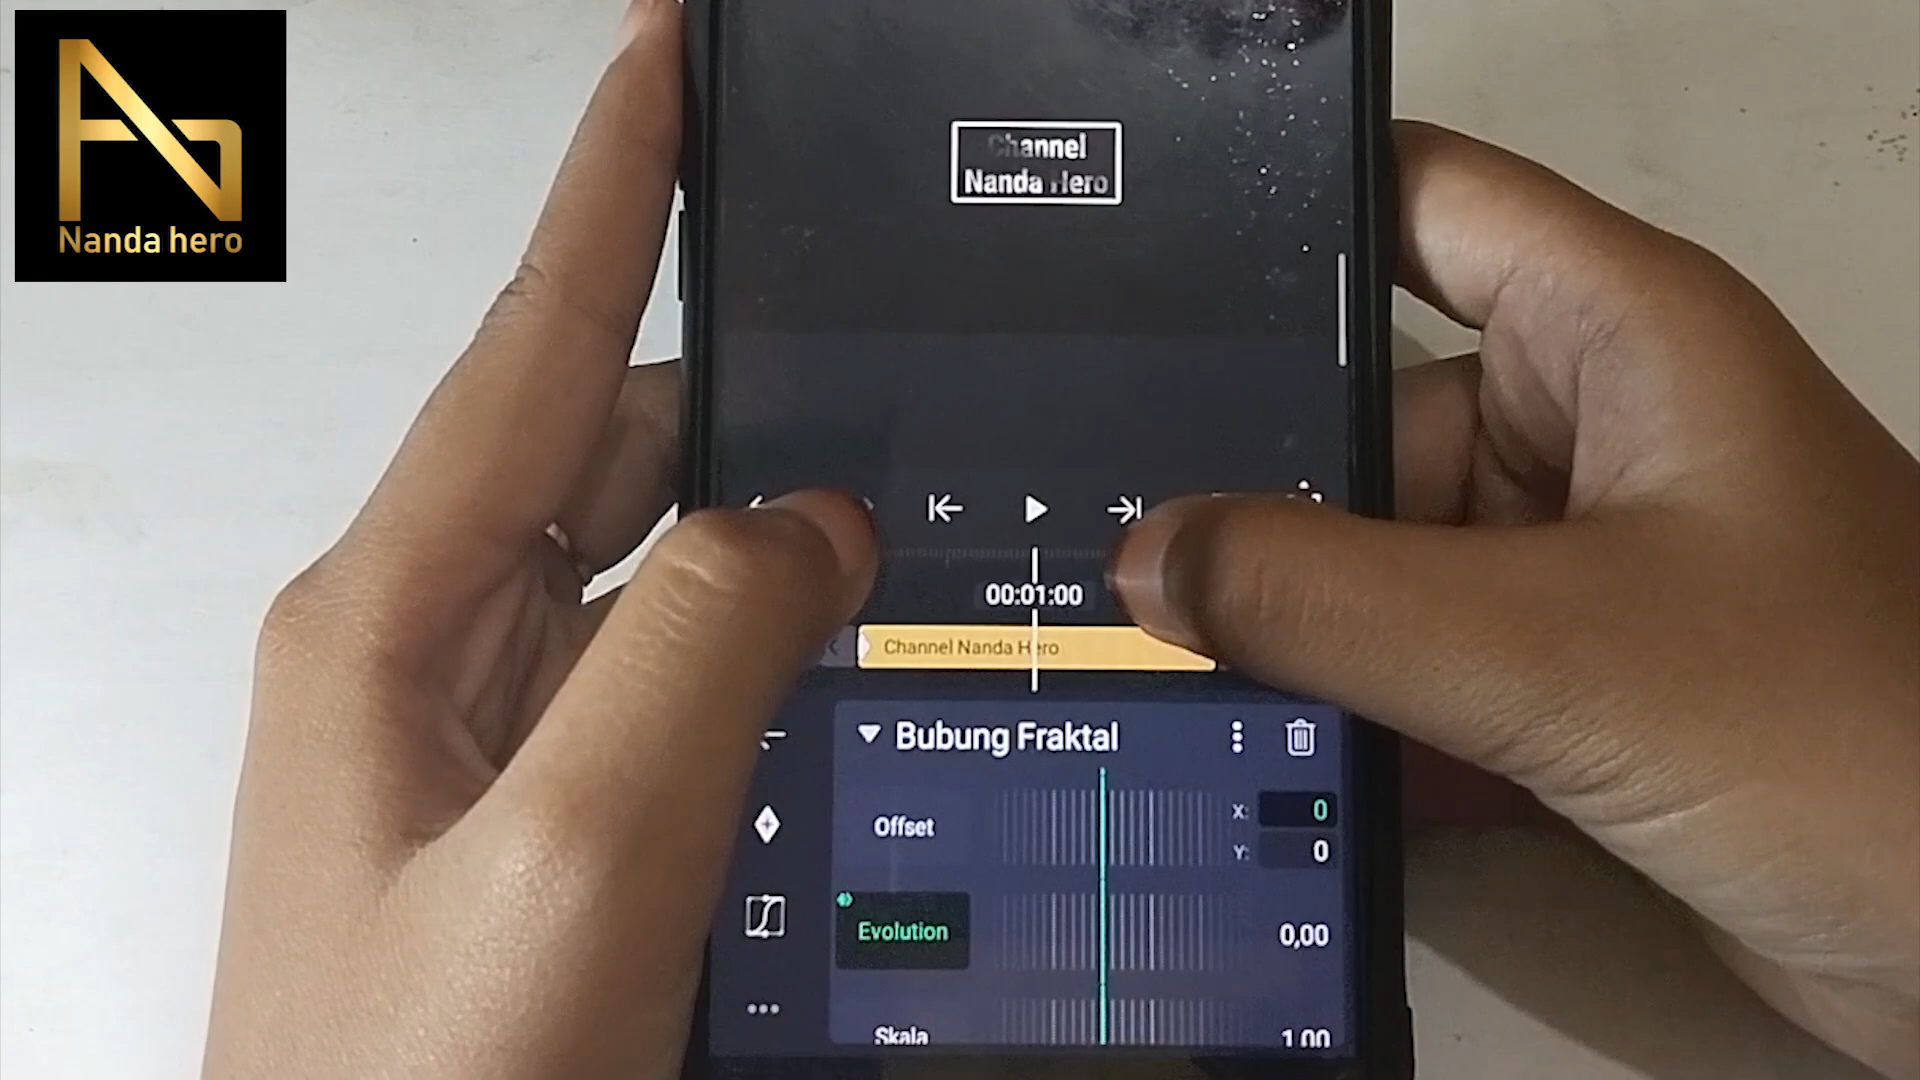 Nanda hero
Channel
Nanda Hero
00:01:00
Channel Nanda Hero
Bubung Fraktal
Offset
X: 0
Y: 0
Evolution
0,00
Skala
1,00